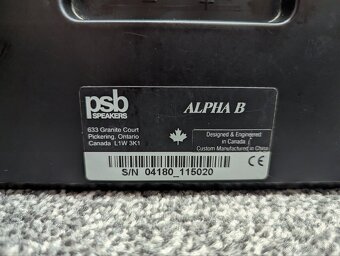 psb
SPEAKERS
ALPHA B
633 Granite Court
Pickering, Ontario
Canada L1W 3K1
Designed & Engineered
in Canada
Custom Manufactured in China
S/N 04180_115020
CE